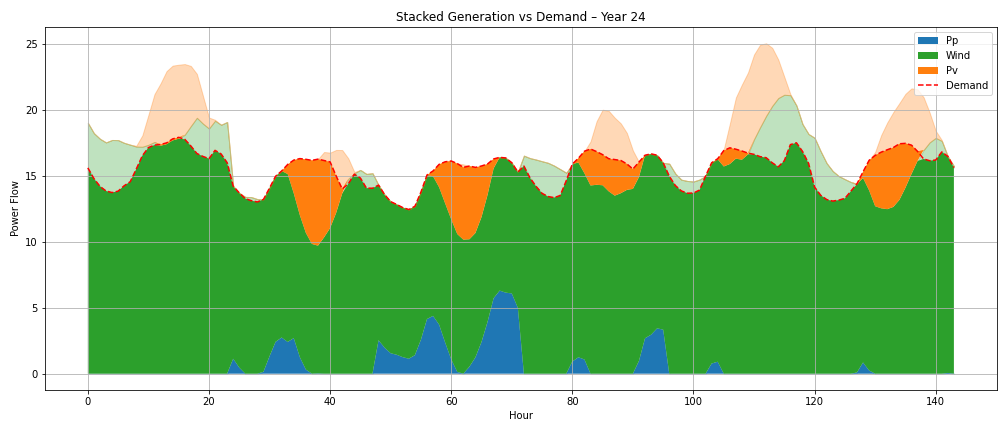 Stacked Generation vs Demand – Year 24
Pp
Wind
Pv
Demand
25
20
15
10
5
0
Power Flow
0 20 40 60 80 100 120 140
Hour